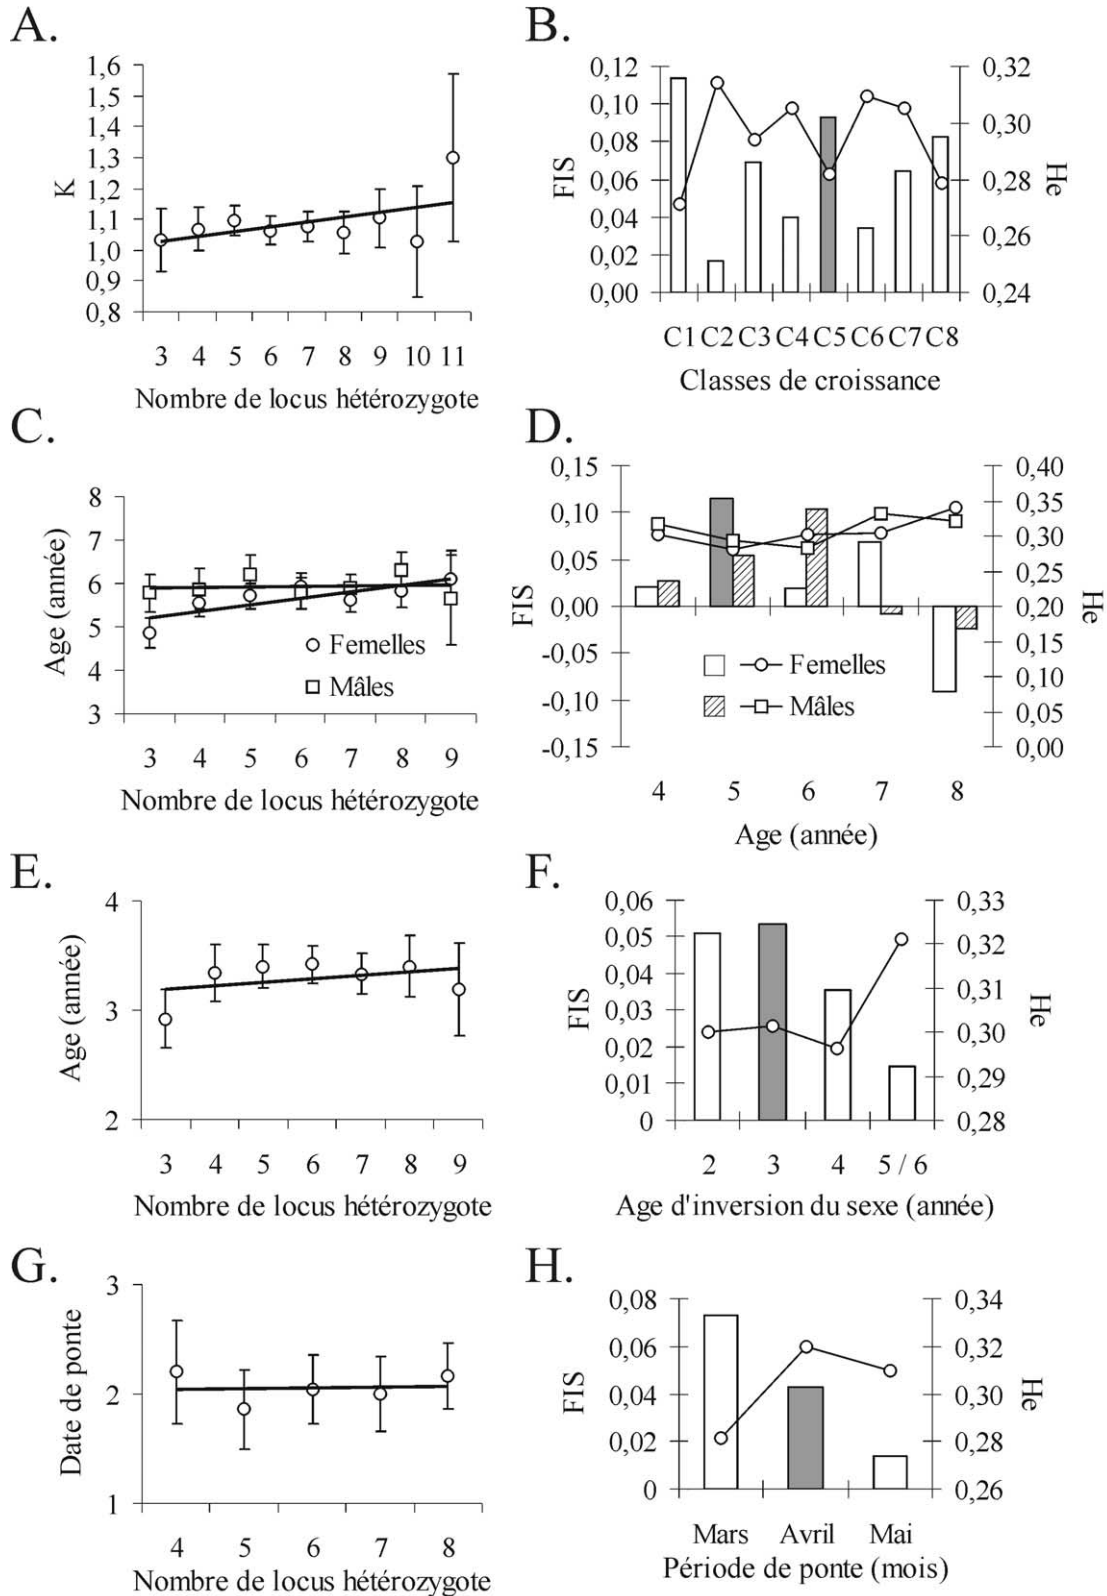 A.
1,6
1,5
1,4
1,3
1,2
1,1
1,0
0,9
0,8
K
3 4 5 6 7 8 9 10 11
Nombre de locus hétérozygote
B.
0,12
0,10
0,08
0,06
0,04
0,02
0,00
FIS
0,32
0,30
0,28
0,26
0,24
He
C1 C2 C3 C4 C5 C6 C7 C8
Classes de croissance
C.
8
7
6
5
4
3
Age (année)
Femelles
Mâles
3 4 5 6 7 8 9
Nombre de locus hétérozygote
D.
0,15
0,10
0,05
0,00
-0,05
-0,10
-0,15
FIS
0,40
0,35
0,30
0,25
0,20
0,15
0,10
0,05
0,00
He
Femelles
Mâles
4 5 6 7 8
Age (année)
E.
4
3
2
Age (année)
3 4 5 6 7 8 9
Nombre de locus hétérozygote
F.
0,06
0,05
0,04
0,03
0,02
0,01
0
FIS
0,33
0,32
0,31
0,30
0,29
0,28
He
2 3 4 5 / 6
Age d'inversion du sexe (année)
G.
3
2
1
Date de ponte
4 5 6 7 8
Nombre de locus hétérozygote
H.
0,08
0,06
0,04
0,02
0
FIS
0,34
0,32
0,30
0,28
0,26
He
Mars Avril Mai
Période de ponte (mois)